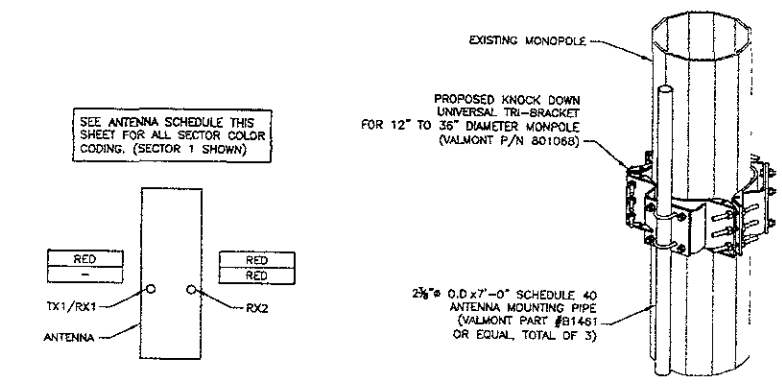 SEE ANTENNA SCHEDULE THIS
SHEET FOR ALL SECTOR COLOR
CODING. (SECTOR 1 SHOWN)
RED
-
RED
RED
TX1/RX1
RX2
ANTENNA
EXISTING MONOPOLE
PROPOSED KNOCK DOWN
UNIVERSAL TRI-BRACKET
FOR 12" TO 36" DIAMETER MONPOLE
(VALMONT P/N 801068)
2⅜"ø O.D x7'-0" SCHEDULE 40
ANTENNA MOUNTING PIPE
(VALMONT PART #B1461
OR EQUAL, TOTAL OF 3)